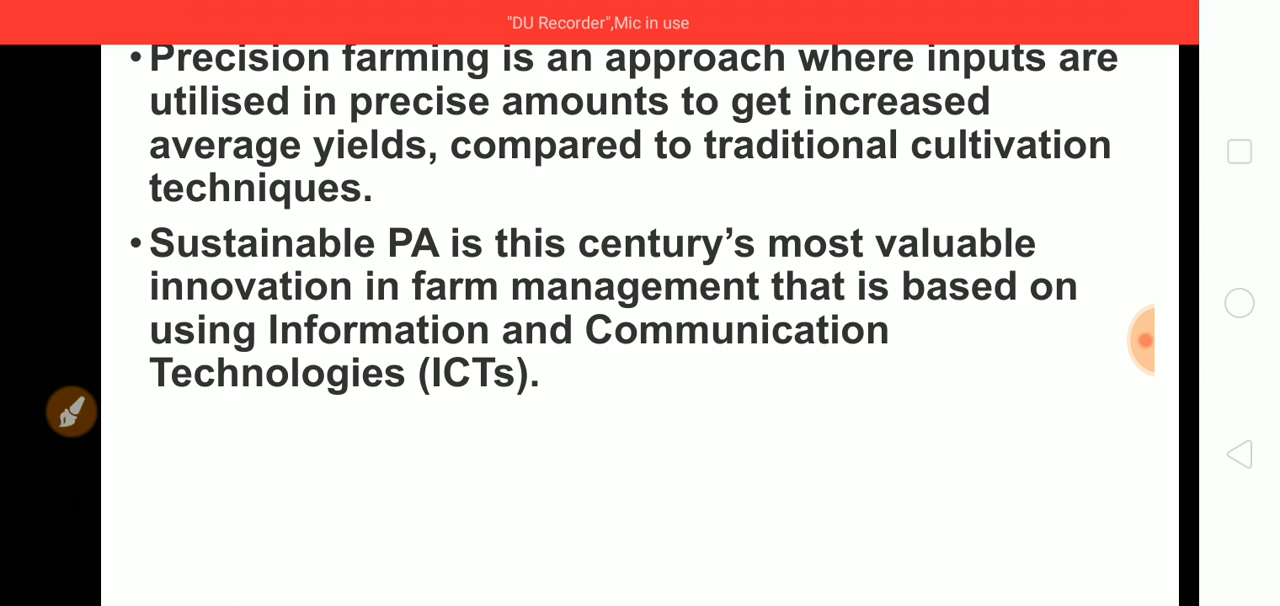 "DU Recorder",Mic in use
•Precision farming is an approach where inputs are
utilised in precise amounts to get increased
average yields, compared to traditional cultivation
techniques.
•Sustainable PA is this century’s most valuable
innovation in farm management that is based on
using Information and Communication
Technologies (ICTs).